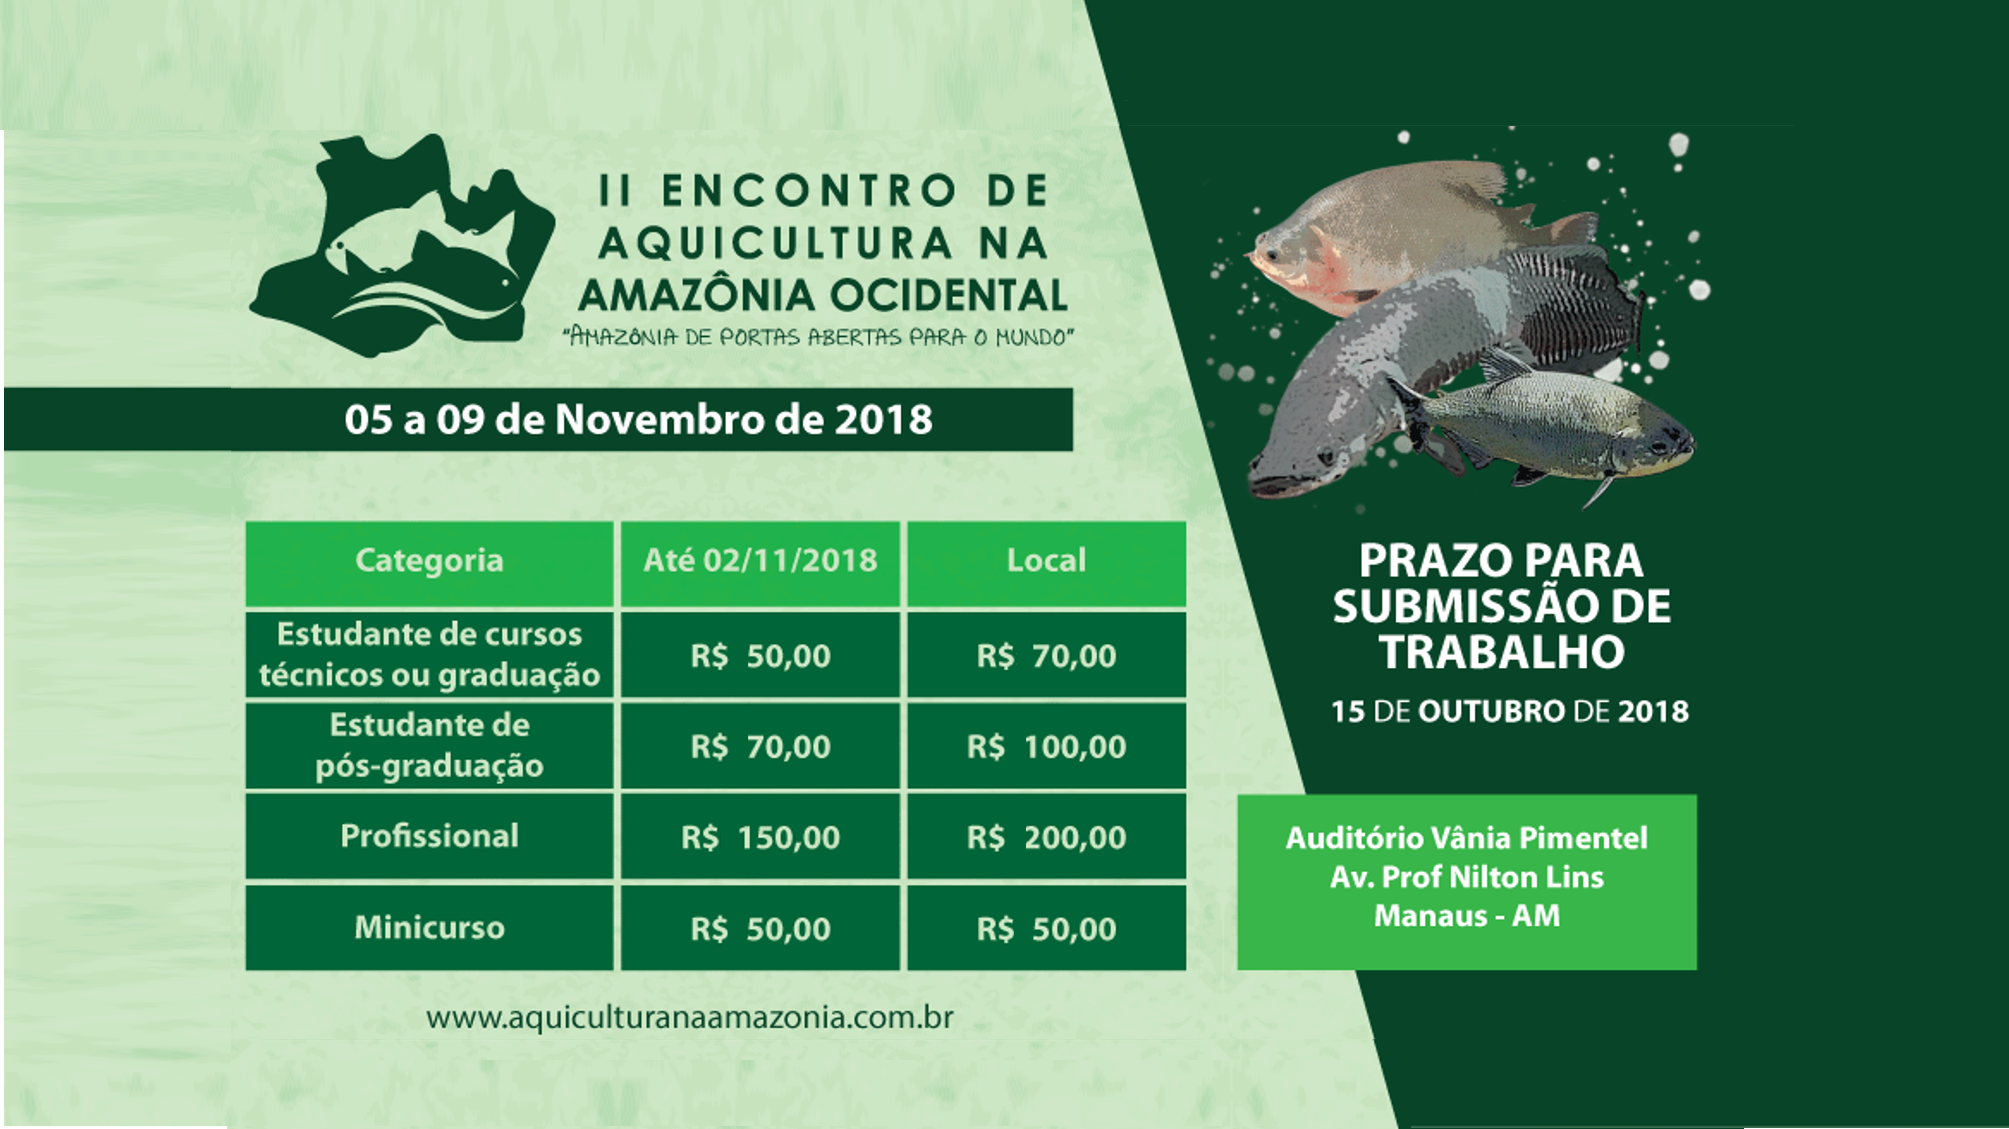 II ENCONTRO DE
AQUICULTURA NA
AMAZÔNIA OCIDENTAL
"AMAZÔNIA DE PORTAS ABERTAS PARA O MUNDO"
05 a 09 de Novembro de 2018
Categoria Até 02/11/2018 Local
Estudante de cursos
técnicos ou graduação R$ 50,00 R$ 70,00
Estudante de
pós-graduação R$ 70,00 R$ 100,00
Profissional R$ 150,00 R$ 200,00
Minicurso R$ 50,00 R$ 50,00
www.aquiculturanaamazonia.com.br
PRAZO PARA
SUBMISSÃO DE
TRABALHO
15 DE OUTUBRO DE 2018
Auditório Vânia Pimentel
Av. Prof Nilton Lins
Manaus - AM